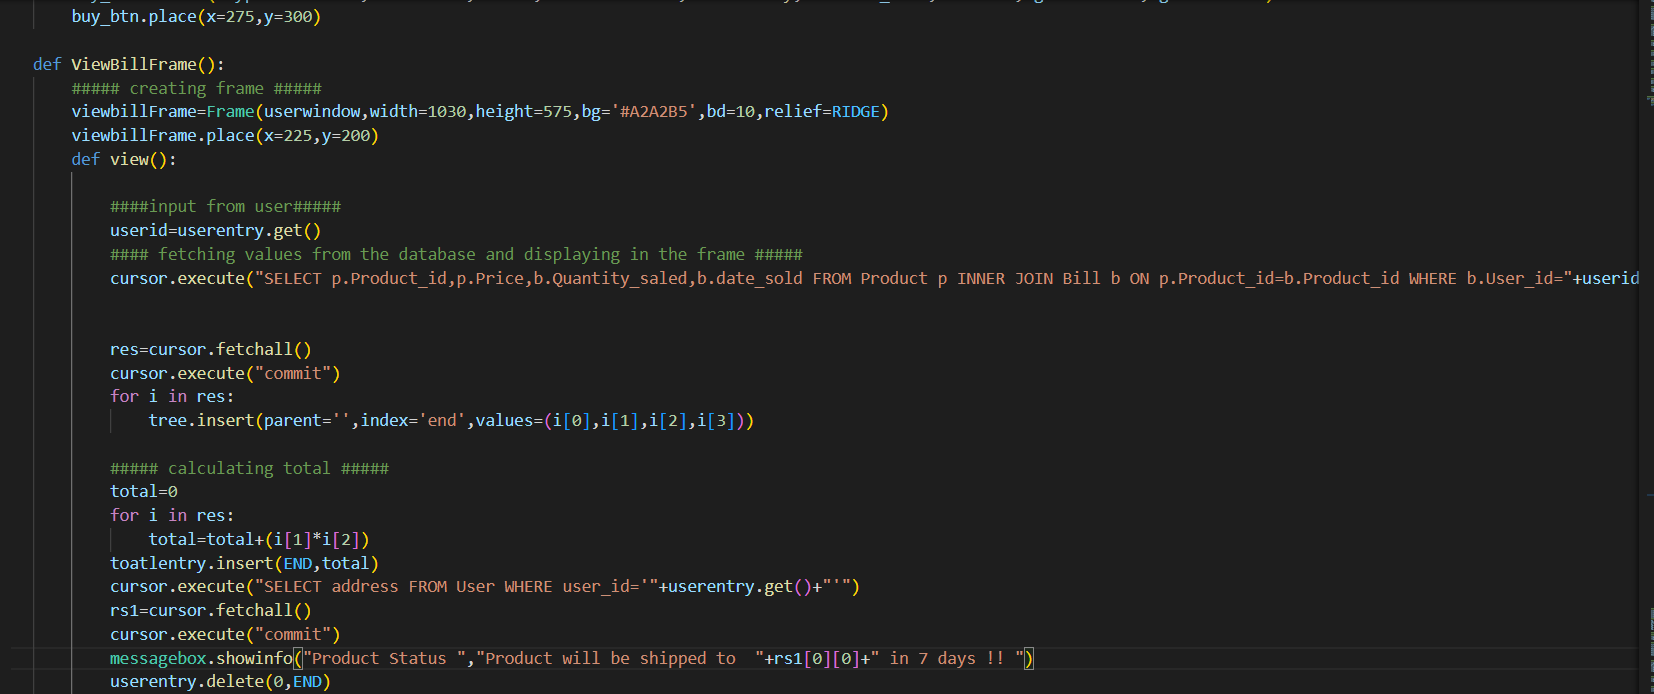 buy_btn.place(x=275,y=300)
def ViewBillFrame():
##### creating frame #####
viewbillFrame=Frame(userwindow,width=1030,height=575,bg='#A2A2B5',bd=10,relief=RIDGE)
viewbillFrame.place(x=225,y=200)
def view():
####input from user#####
userid=userentry.get()
#### fetching values from the database and displaying in the frame #####
cursor.execute("SELECT p.Product_id,p.Price,b.Quantity_saled,b.date_sold FROM Product p INNER JOIN Bill b ON p.Product_id=b.Product_id WHERE b.User_id="+userid
res=cursor.fetchall()
cursor.execute("commit")
for i in res:
tree.insert(parent='',index='end',values=(i[0],i[1],i[2],i[3]))
##### calculating total #####
total=0
for i in res:
total=total+(i[1]*i[2])
toatlentry.insert(END,total)
cursor.execute("SELECT address FROM User WHERE user_id='"+userentry.get()+"'")
rs1=cursor.fetchall()
cursor.execute("commit")
messagebox.showinfo("Product Status ","Product will be shipped to  "+rs1[0][0]+" in 7 days !! ")
userentry.delete(0,END)